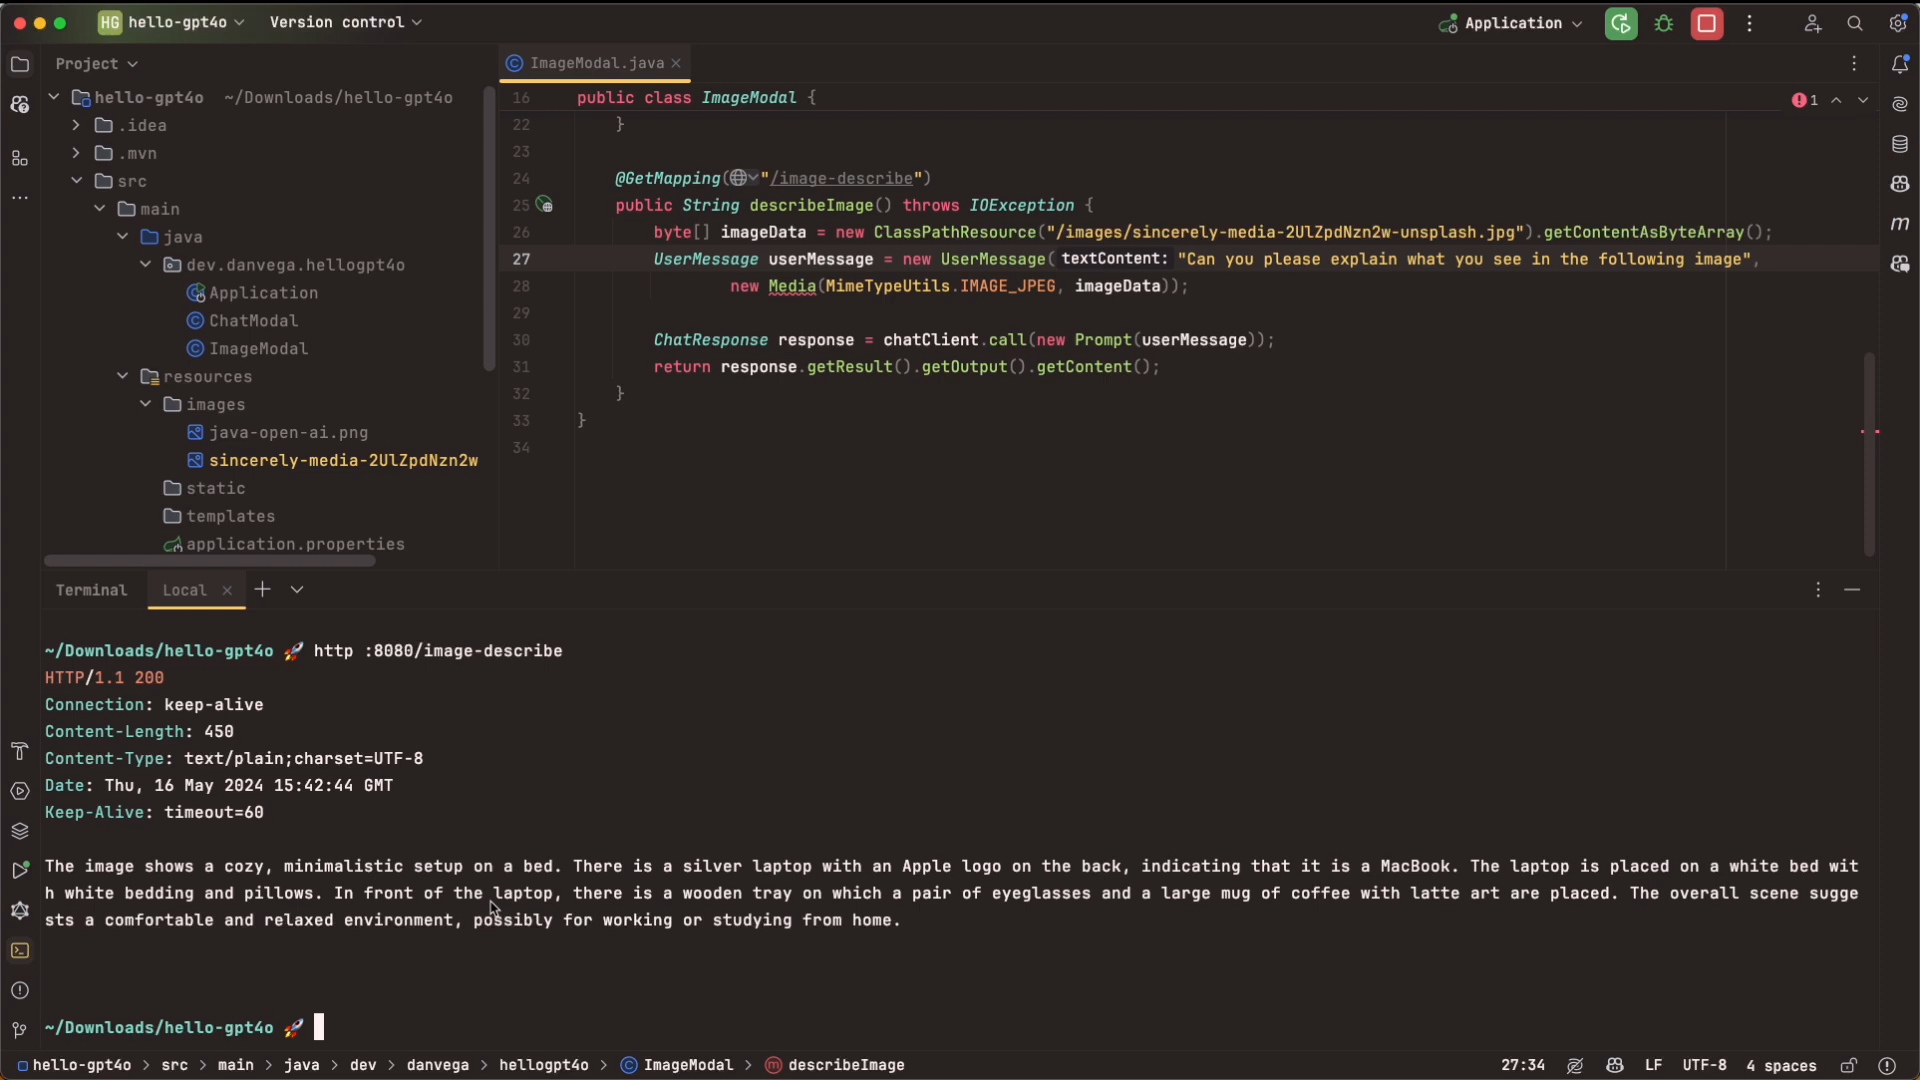 HG hello-gpt4o Version control Application
Project
ImageModal.java
hello-gpt4o ~/Downloads/hello-gpt4o
.idea
.mvn
src
main
java
dev.danvega.hellogpt4o
Application
ChatModal
ImageModal
resources
images
java-open-ai.png
sincerely-media-2UlZpdNzn2w
static
templates
application.properties
16 public class ImageModal {
1
22 }
23
24 @GetMapping("/image-describe")
25 public String describeImage() throws IOException {
26 byte[] imageData = new ClassPathResource("/images/sincerely-media-2UlZpdNzn2w-unsplash.jpg").getContentAsByteArray();
27 UserMessage userMessage = new UserMessage( textContent: "Can you please explain what you see in the following image",
28 new Media(MimeTypeUtils.IMAGE_JPEG, imageData));
29
30 ChatResponse response = chatClient.call(new Prompt(userMessage));
31 return response.getResult().getOutput().getContent();
32 }
33 }
34
m
Terminal Local
~/Downloads/hello-gpt4o 🚀 http :8080/image-describe
HTTP/1.1 200
Connection: keep-alive
Content-Length: 450
Content-Type: text/plain;charset=UTF-8
Date: Thu, 16 May 2024 15:42:44 GMT
Keep-Alive: timeout=60
The image shows a cozy, minimalistic setup on a bed. There is a silver laptop with an Apple logo on the back, indicating that it is a MacBook. The laptop is placed on a white bed wit
h white bedding and pillows. In front of the laptop, there is a wooden tray on which a pair of eyeglasses and a large mug of coffee with latte art are placed. The overall scene sugge
sts a comfortable and relaxed environment, possibly for working or studying from home.
~/Downloads/hello-gpt4o 🚀
hello-gpt4o > src > main > java > dev > danvega > hellogpt4o > ImageModal > describeImage 27:34 LF UTF-8 4 spaces